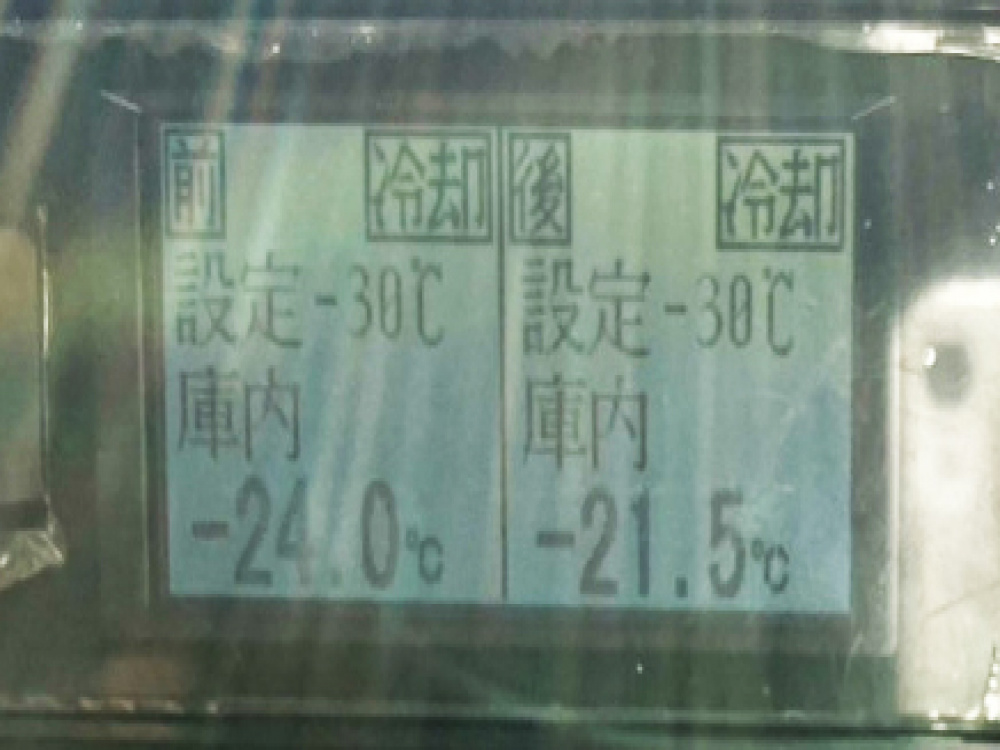 前 冷却
設定-30℃
庫内
-24.0℃
後 冷却
設定-30℃
庫内
-21.5℃